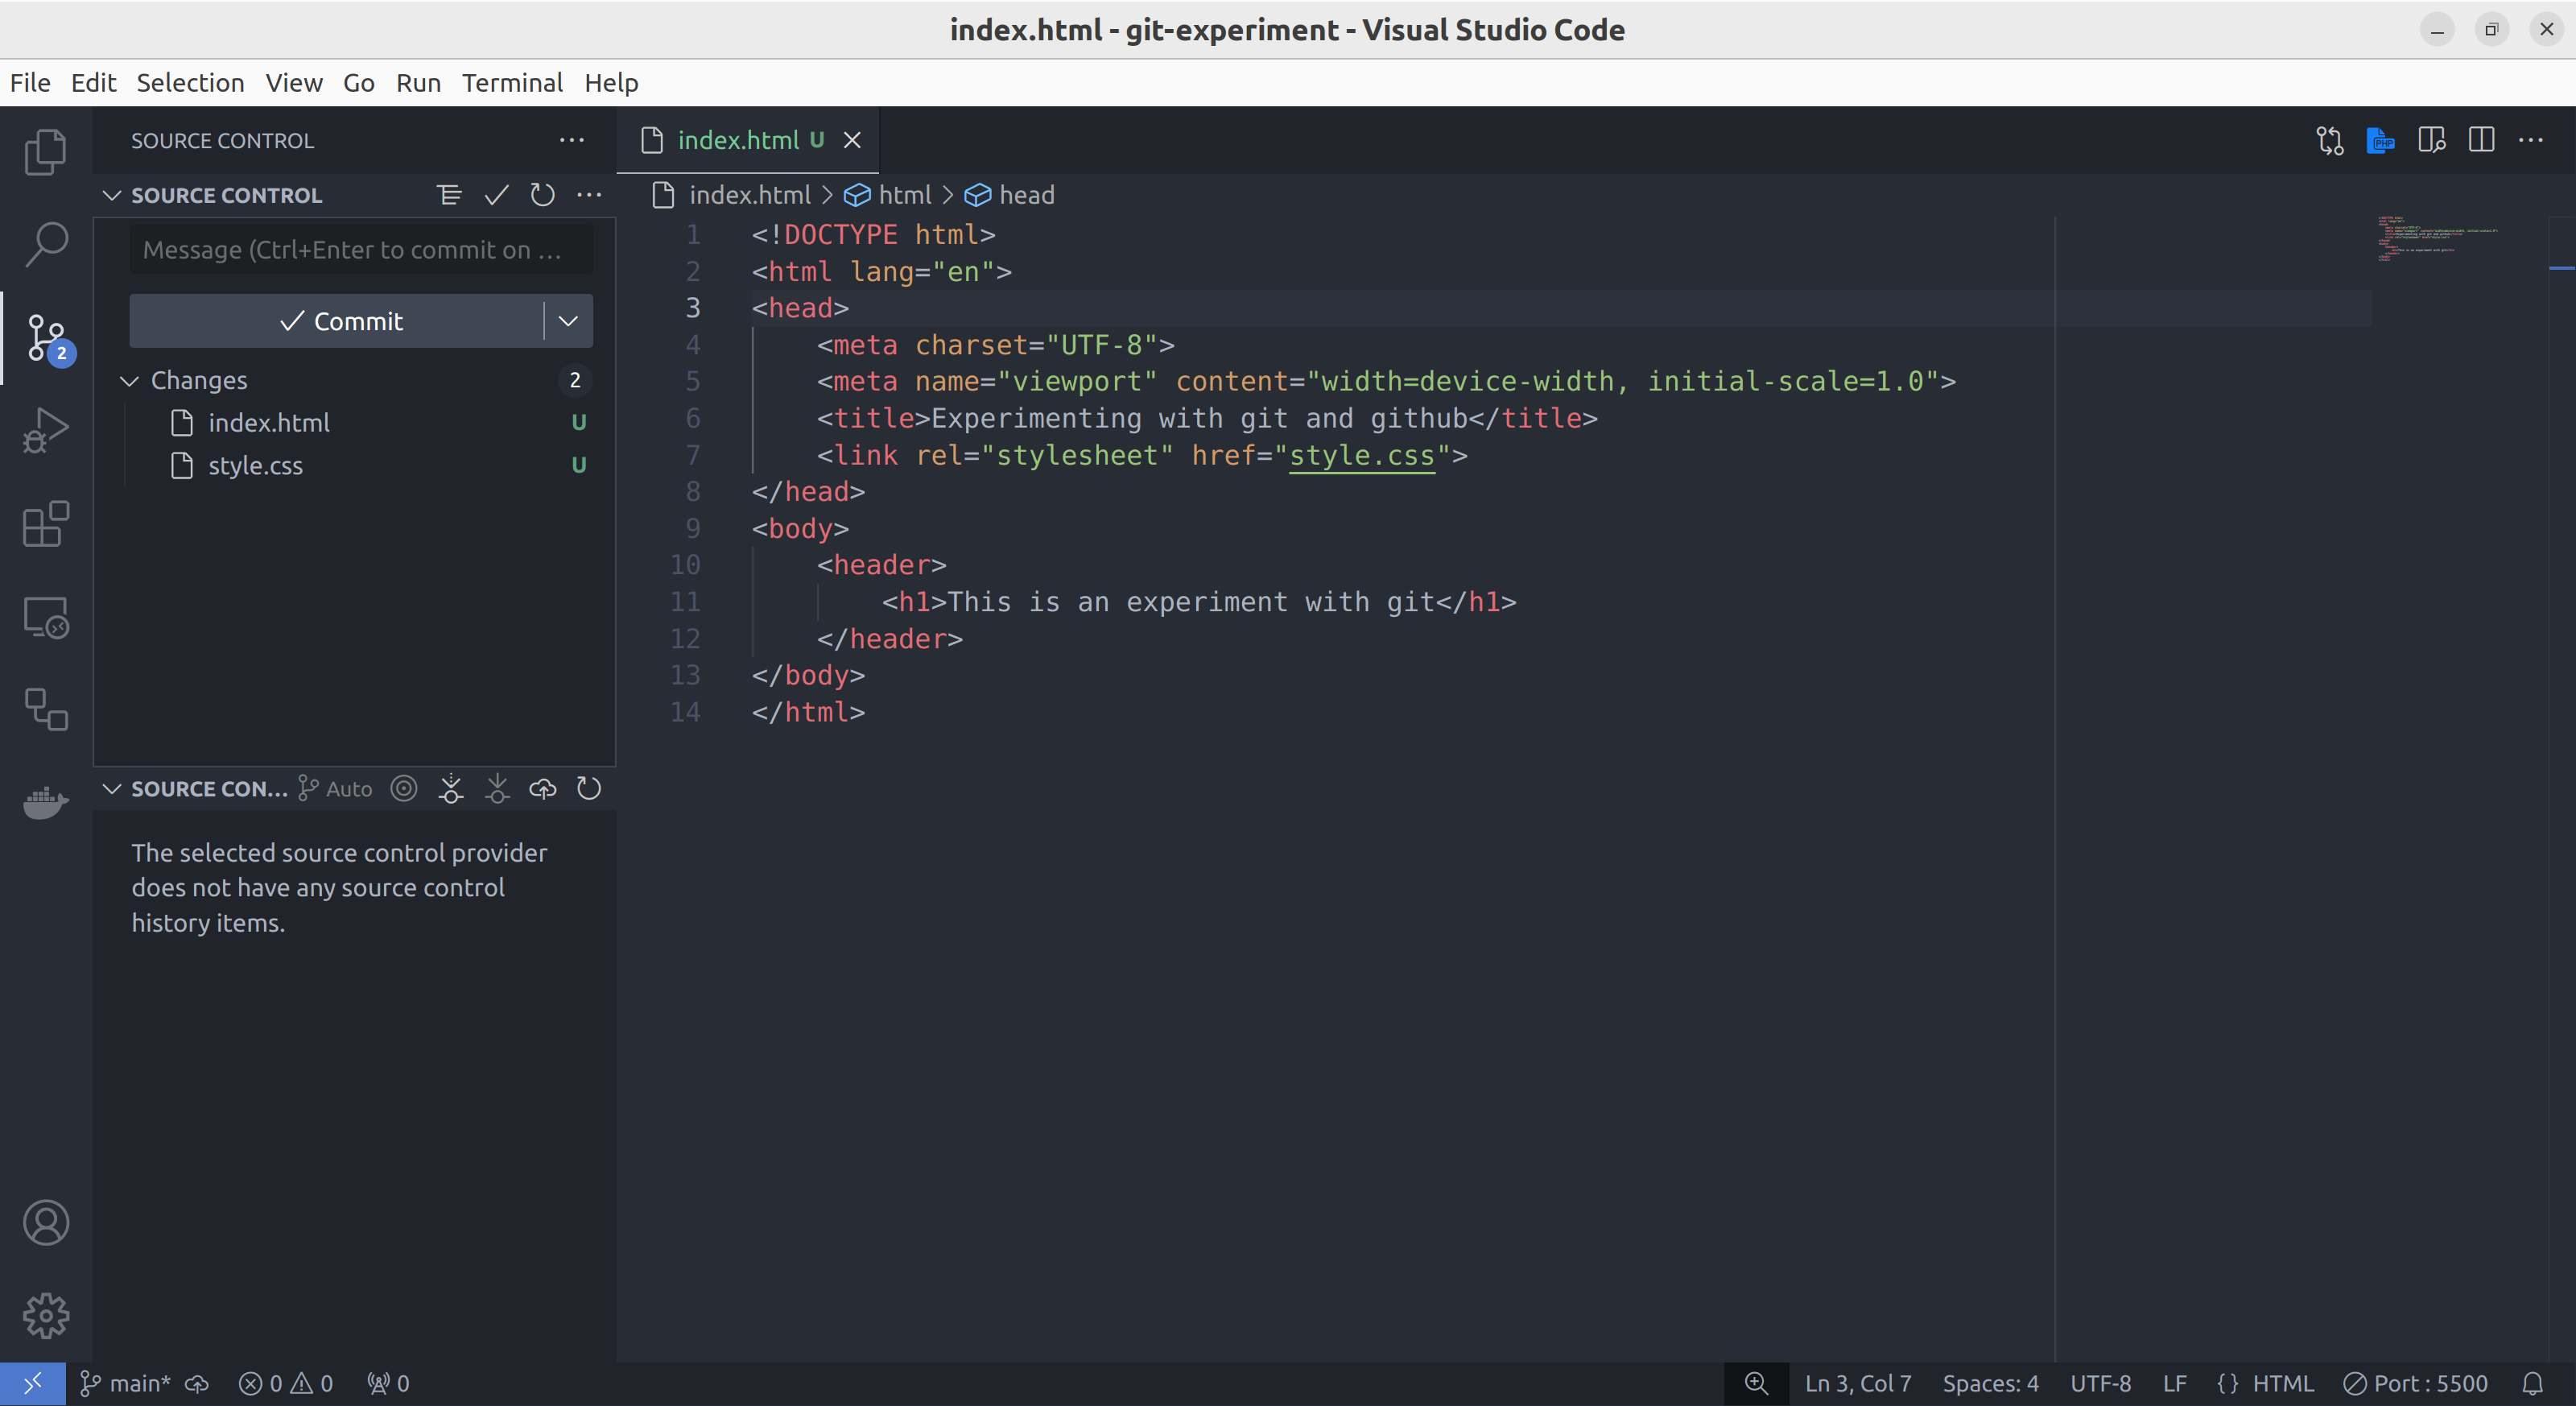 index.html - git-experiment - Visual Studio Code
File Edit Selection View Go Run Terminal Help
SOURCE CONTROL
SOURCE CONTROL
Message (Ctrl+Enter to commit on ...
Commit
Changes 2
index.html U
style.css U
2
SOURCE CON... Auto
The selected source control provider
does not have any source control
history items.
index.html U
PHP
index.html > html > head
1 <!DOCTYPE html>
2 <html lang="en">
3 <head>
4 <meta charset="UTF-8">
5 <meta name="viewport" content="width=device-width, initial-scale=1.0">
6 <title>Experimenting with git and github</title>
7 <link rel="stylesheet" href="style.css">
8 </head>
9 <body>
10 <header>
11 <h1>This is an experiment with git</h1>
12 </header>
13 </body>
14 </html>
main* 0 0 0 Ln 3, Col 7 Spaces: 4 UTF-8 LF {} HTML Port : 5500